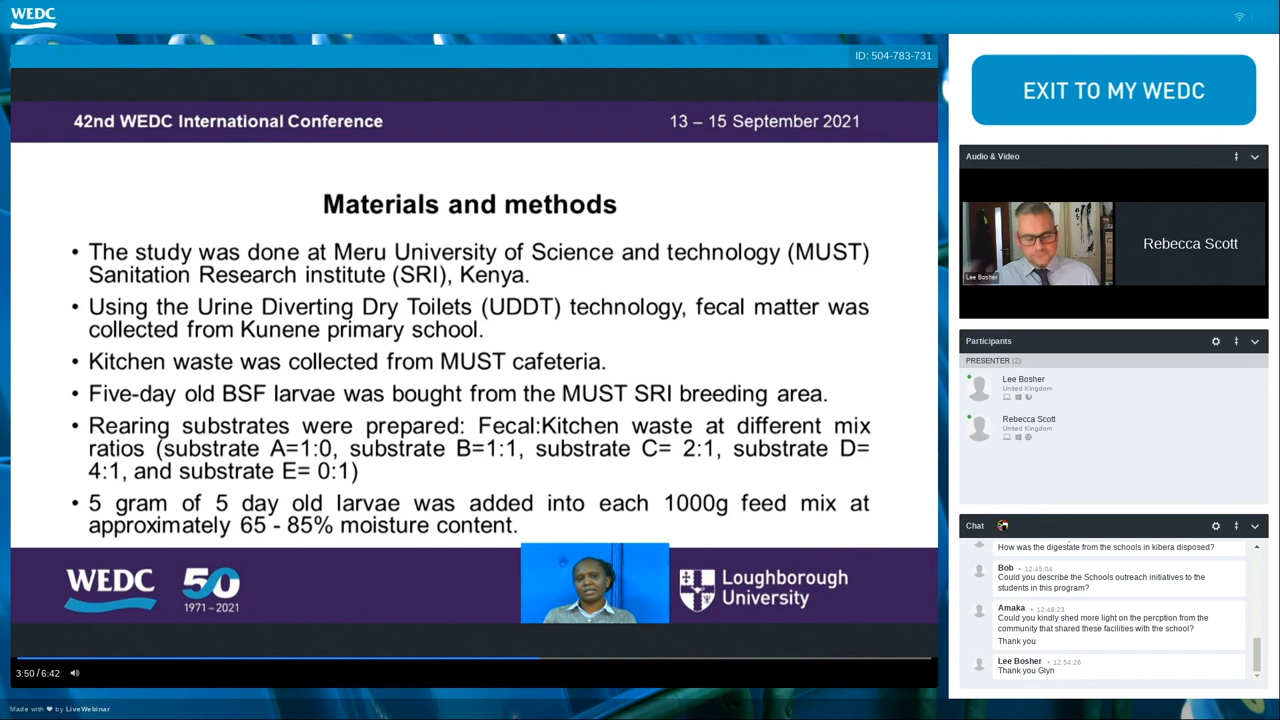 WEDC
ID: 504-783-731
42nd WEDC International Conference
13 – 15 September 2021
Materials and methods
• The study was done at Meru University of Science and technology (MUST)
Sanitation Research institute (SRI), Kenya.
• Using the Urine Diverting Dry Toilets (UDDT) technology, fecal matter was
collected from Kunene primary school.
• Kitchen waste was collected from MUST cafeteria.
• Five-day old BSF larvae was bought from the MUST SRI breeding area.
• Rearing substrates were prepared: Fecal:Kitchen waste at different mix
ratios (substrate A=1:0, substrate B=1:1, substrate C= 2:1, substrate D=
4:1, and substrate E= 0:1)
• 5 gram of 5 day old larvae was added into each 1000g feed mix at
approximately 65 - 85% moisture content.
WEDC
50
1971 – 2021
Loughborough
University
3:50 / 6:42
Made with ❤ by LiveWebinar
EXIT TO MY WEDC
Audio & Video
Lee Bosher
Rebecca Scott
Participants
PRESENTER (2)
Lee Bosher
United Kingdom
Rebecca Scott
United Kingdom
Chat
How was the digestate from the schools in kibera disposed?
Bob • 12:45:04
Could you describe the Schools outreach initiatives to the
students in this program?
Amaka • 12:48:23
Could you kindly shed more light on the percption from the
community that shared these facilities with the school?
Thank you
Lee Bosher • 12:54:26
Thank you Glyn